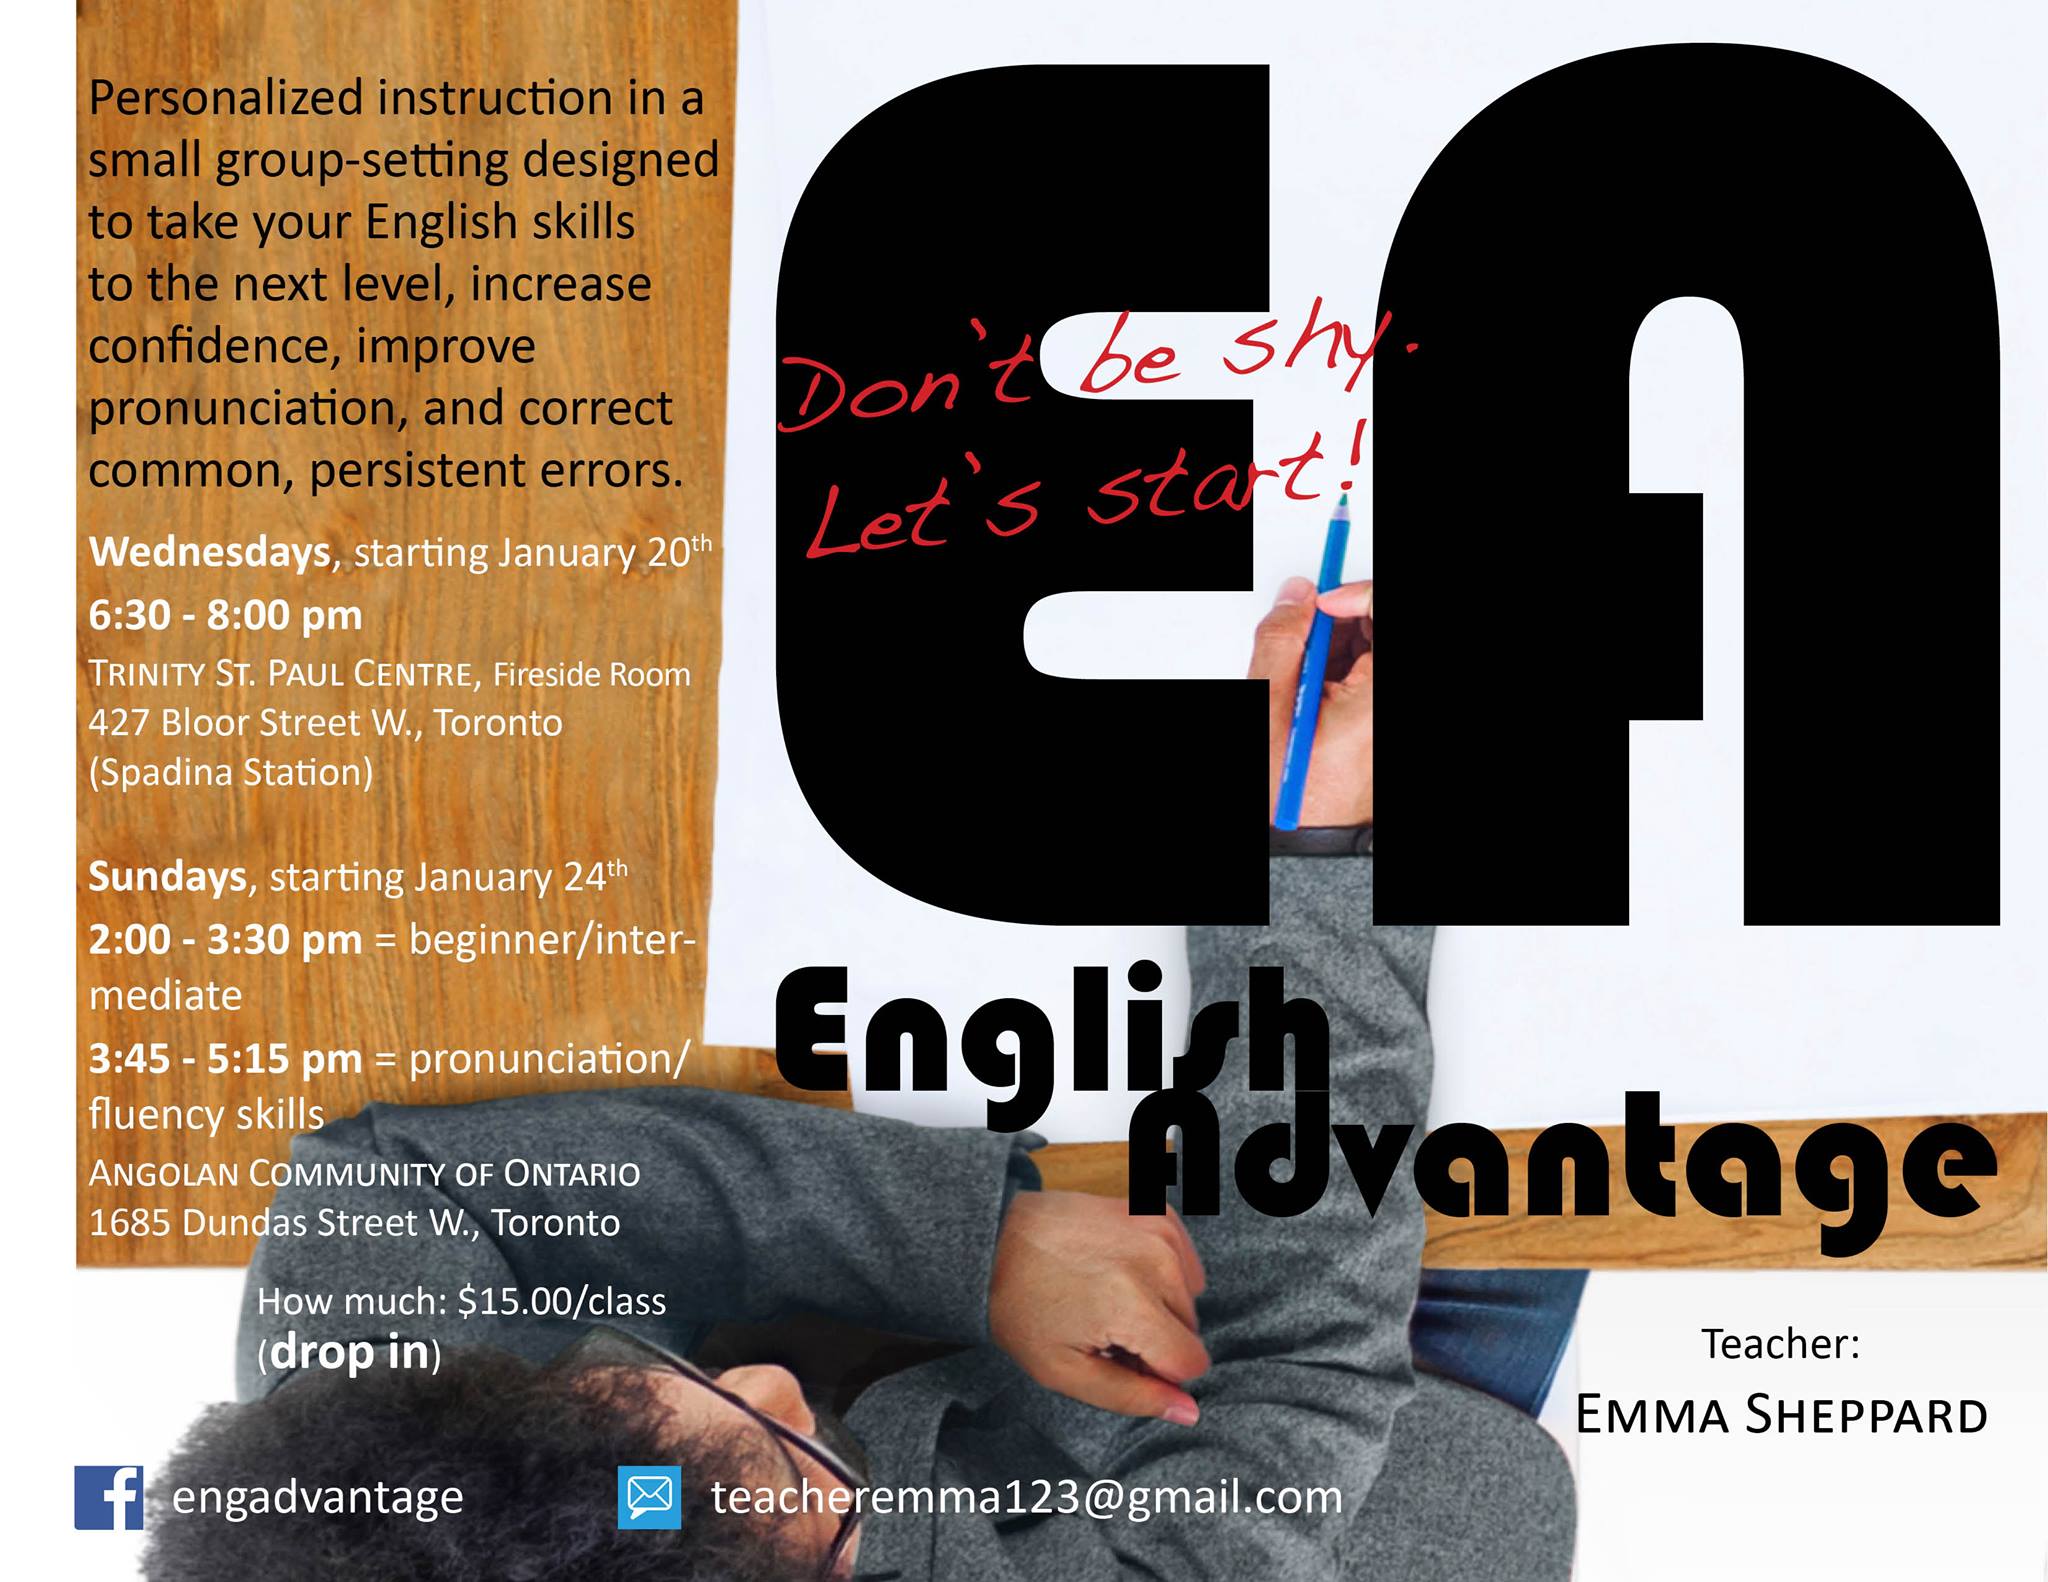 Personalized instruction in a
small group-setting designed
to take your English skills
to the next level, increase
confidence, improve
pronunciation, and correct
common, persistent errors.
Wednesdays, starting January 20th
6:30 - 8:00 pm
TRINITY ST. PAUL CENTRE, Fireside Room
427 Bloor Street W., Toronto
(Spadina Station)
Sundays, starting January 24th
2:00 - 3:30 pm = beginner/inter-
mediate
3:45 - 5:15 pm = pronunciation/
fluency skills
ANGOLAN COMMUNITY OF ONTARIO
1685 Dundas Street W., Toronto
How much: $15.00/class
(drop in)
EA
Don't be shy.
Let's start!
English
Advantage
Teacher:
EMMA SHEPPARD
f engadvantage
teacheremma123@gmail.com